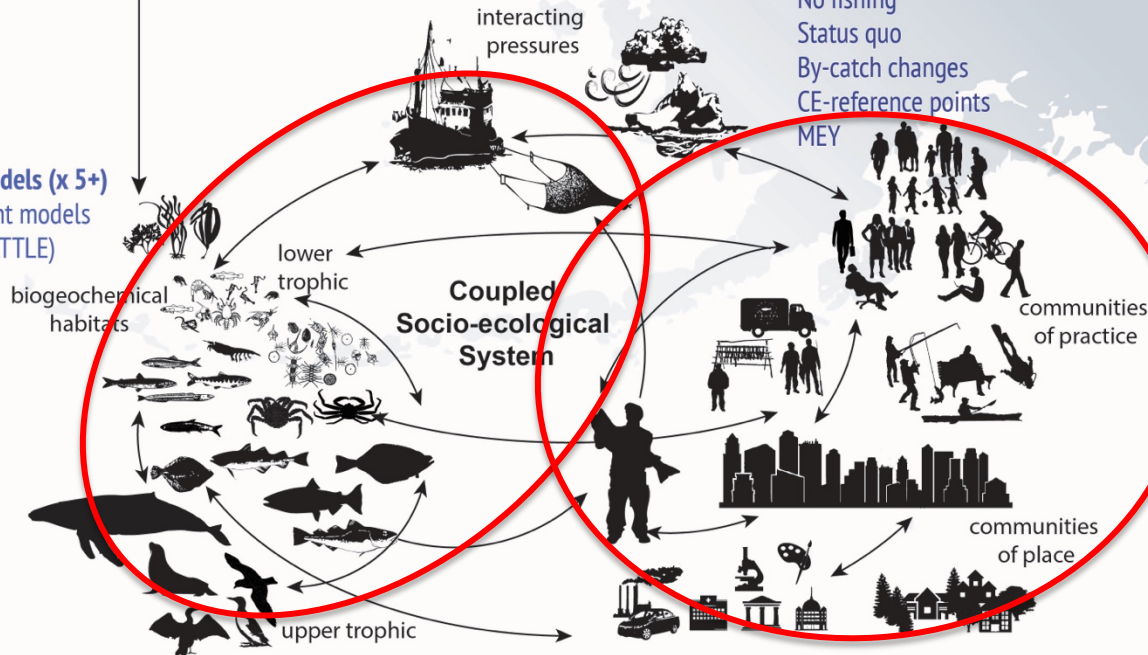 No fishing
Status quo
By-catch changes
CE-reference points
MEY
interacting
pressures
dels (x 5+)
nt models
TTLE)
lower
trophic
biogeochemical
habitats
Coupled
Socio-ecological
System
communities
of practice
communities
of place
upper trophic